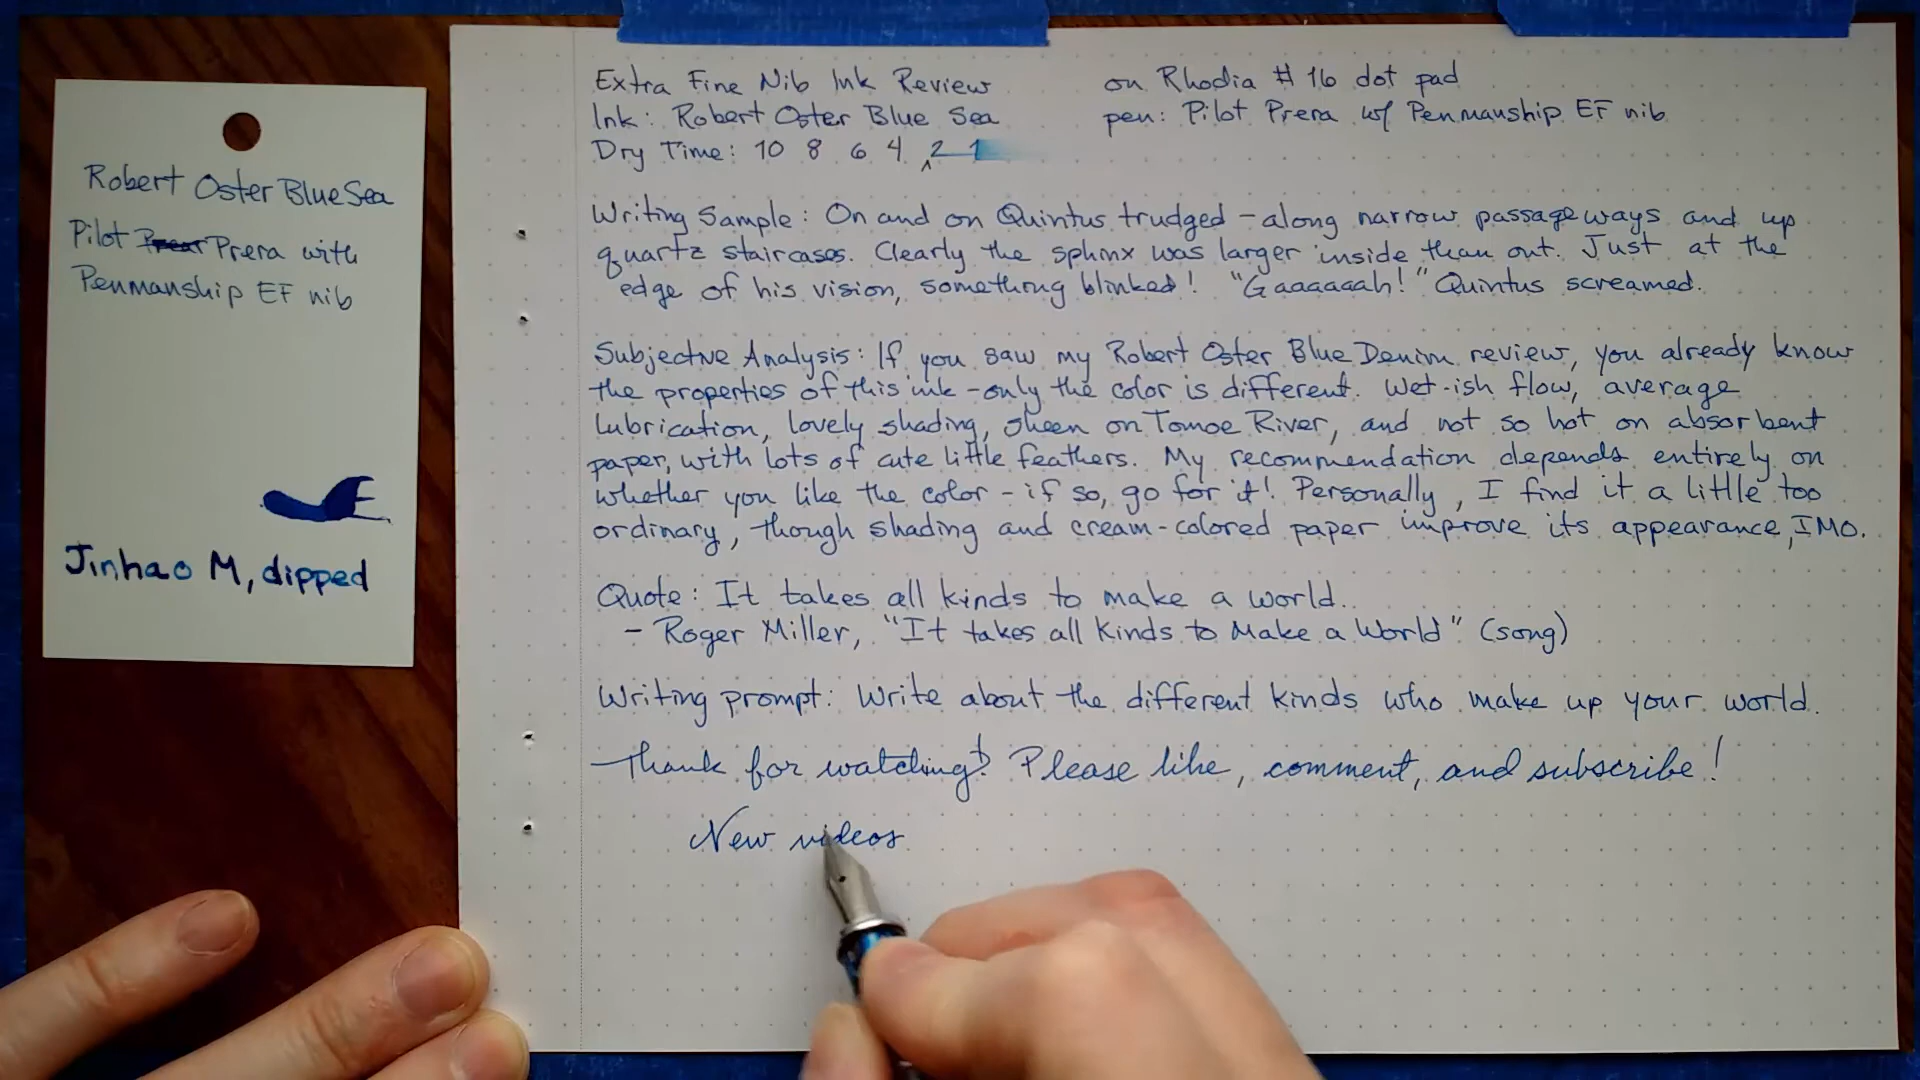 Robert Oster Blue Sea
Pilot Prera with
Penmanship EF nib
Jinhao M, dipped
Extra Fine Nib Ink Review
on Rhodia #16 dot pad
Ink: Robert Oster Blue Sea
pen: Pilot Prera w/ Penmanship EF nib
Dry Time: 10 8 6 4 2 1
Writing Sample: On and on Quintus trudged - along narrow passageways and up
quartz staircases. Clearly the sphinx was larger inside than out. Just at the
edge of his vision, something blinked! "Gaaaaaah!" Quintus screamed.
Subjective Analysis: If you saw my Robert Oster Blue Denim review, you already know
the properties of this ink - only the color is different. Wet-ish flow, average
lubrication, lovely shading, sheen on Tomoe River, and not so hot on absorbent
paper, with lots of cute little feathers. My recommendation depends entirely on
whether you like the color - if so, go for it! Personally, I find it a little too
ordinary, though shading and cream-colored paper improve its appearance, IMO.
Quote: It takes all kinds to make a world.
- Roger Miller, "It takes all Kinds to Make a World" (song)
Writing prompt: Write about the different kinds who make up your world.
Thank for watching! Please like, comment, and subscribe!
New videos